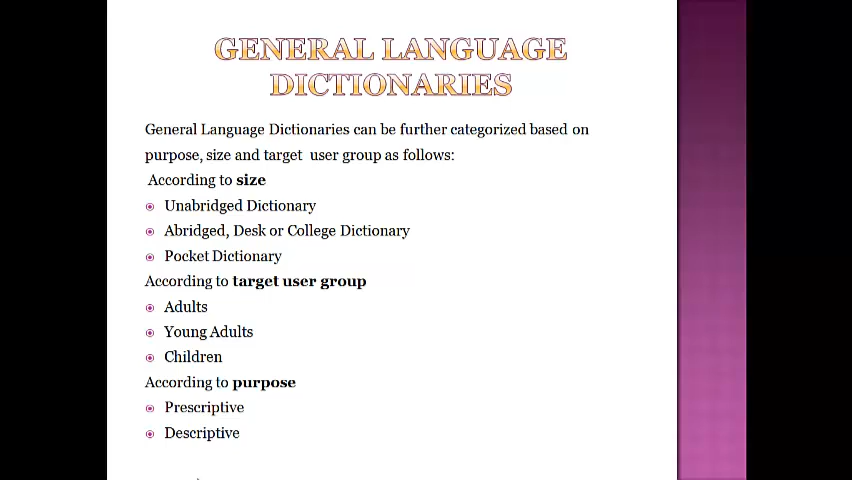 GENERAL LANGUAGE
DICTIONARIES
General Language Dictionaries can be further categorized based on
purpose, size and target user group as follows:
According to size
Unabridged Dictionary
Abridged, Desk or College Dictionary
Pocket Dictionary
According to target user group
Adults
Young Adults
Children
According to purpose
Prescriptive
Descriptive